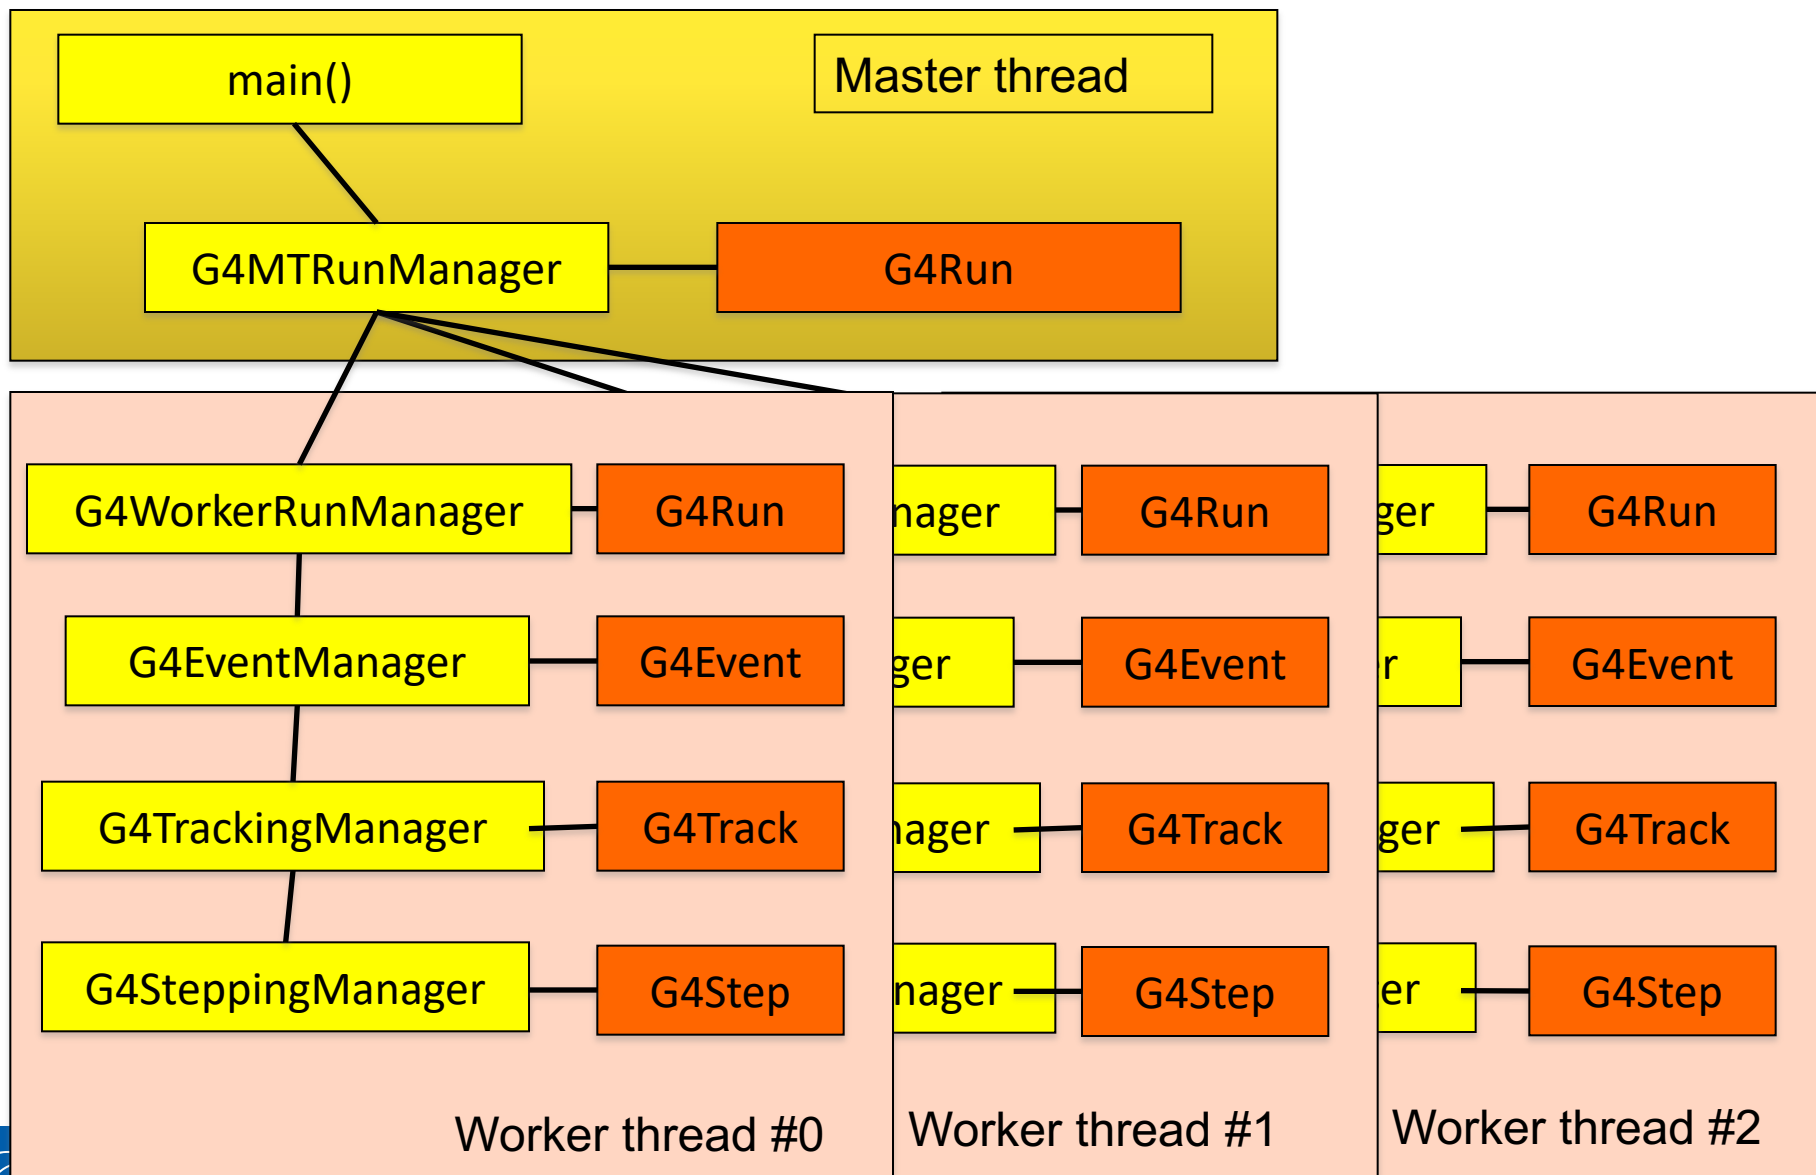 main()
Master thread
G4MTRunManager
G4Run
G4WorkerRunManager
G4Run
nager
G4Run
ger
G4Run
G4EventManager
G4Event
ger
G4Event
r
G4Event
G4TrackingManager
G4Track
nager
G4Track
ger
G4Track
G4SteppingManager
G4Step
nager
G4Step
er
G4Step
Worker thread #0
Worker thread #1
Worker thread #2